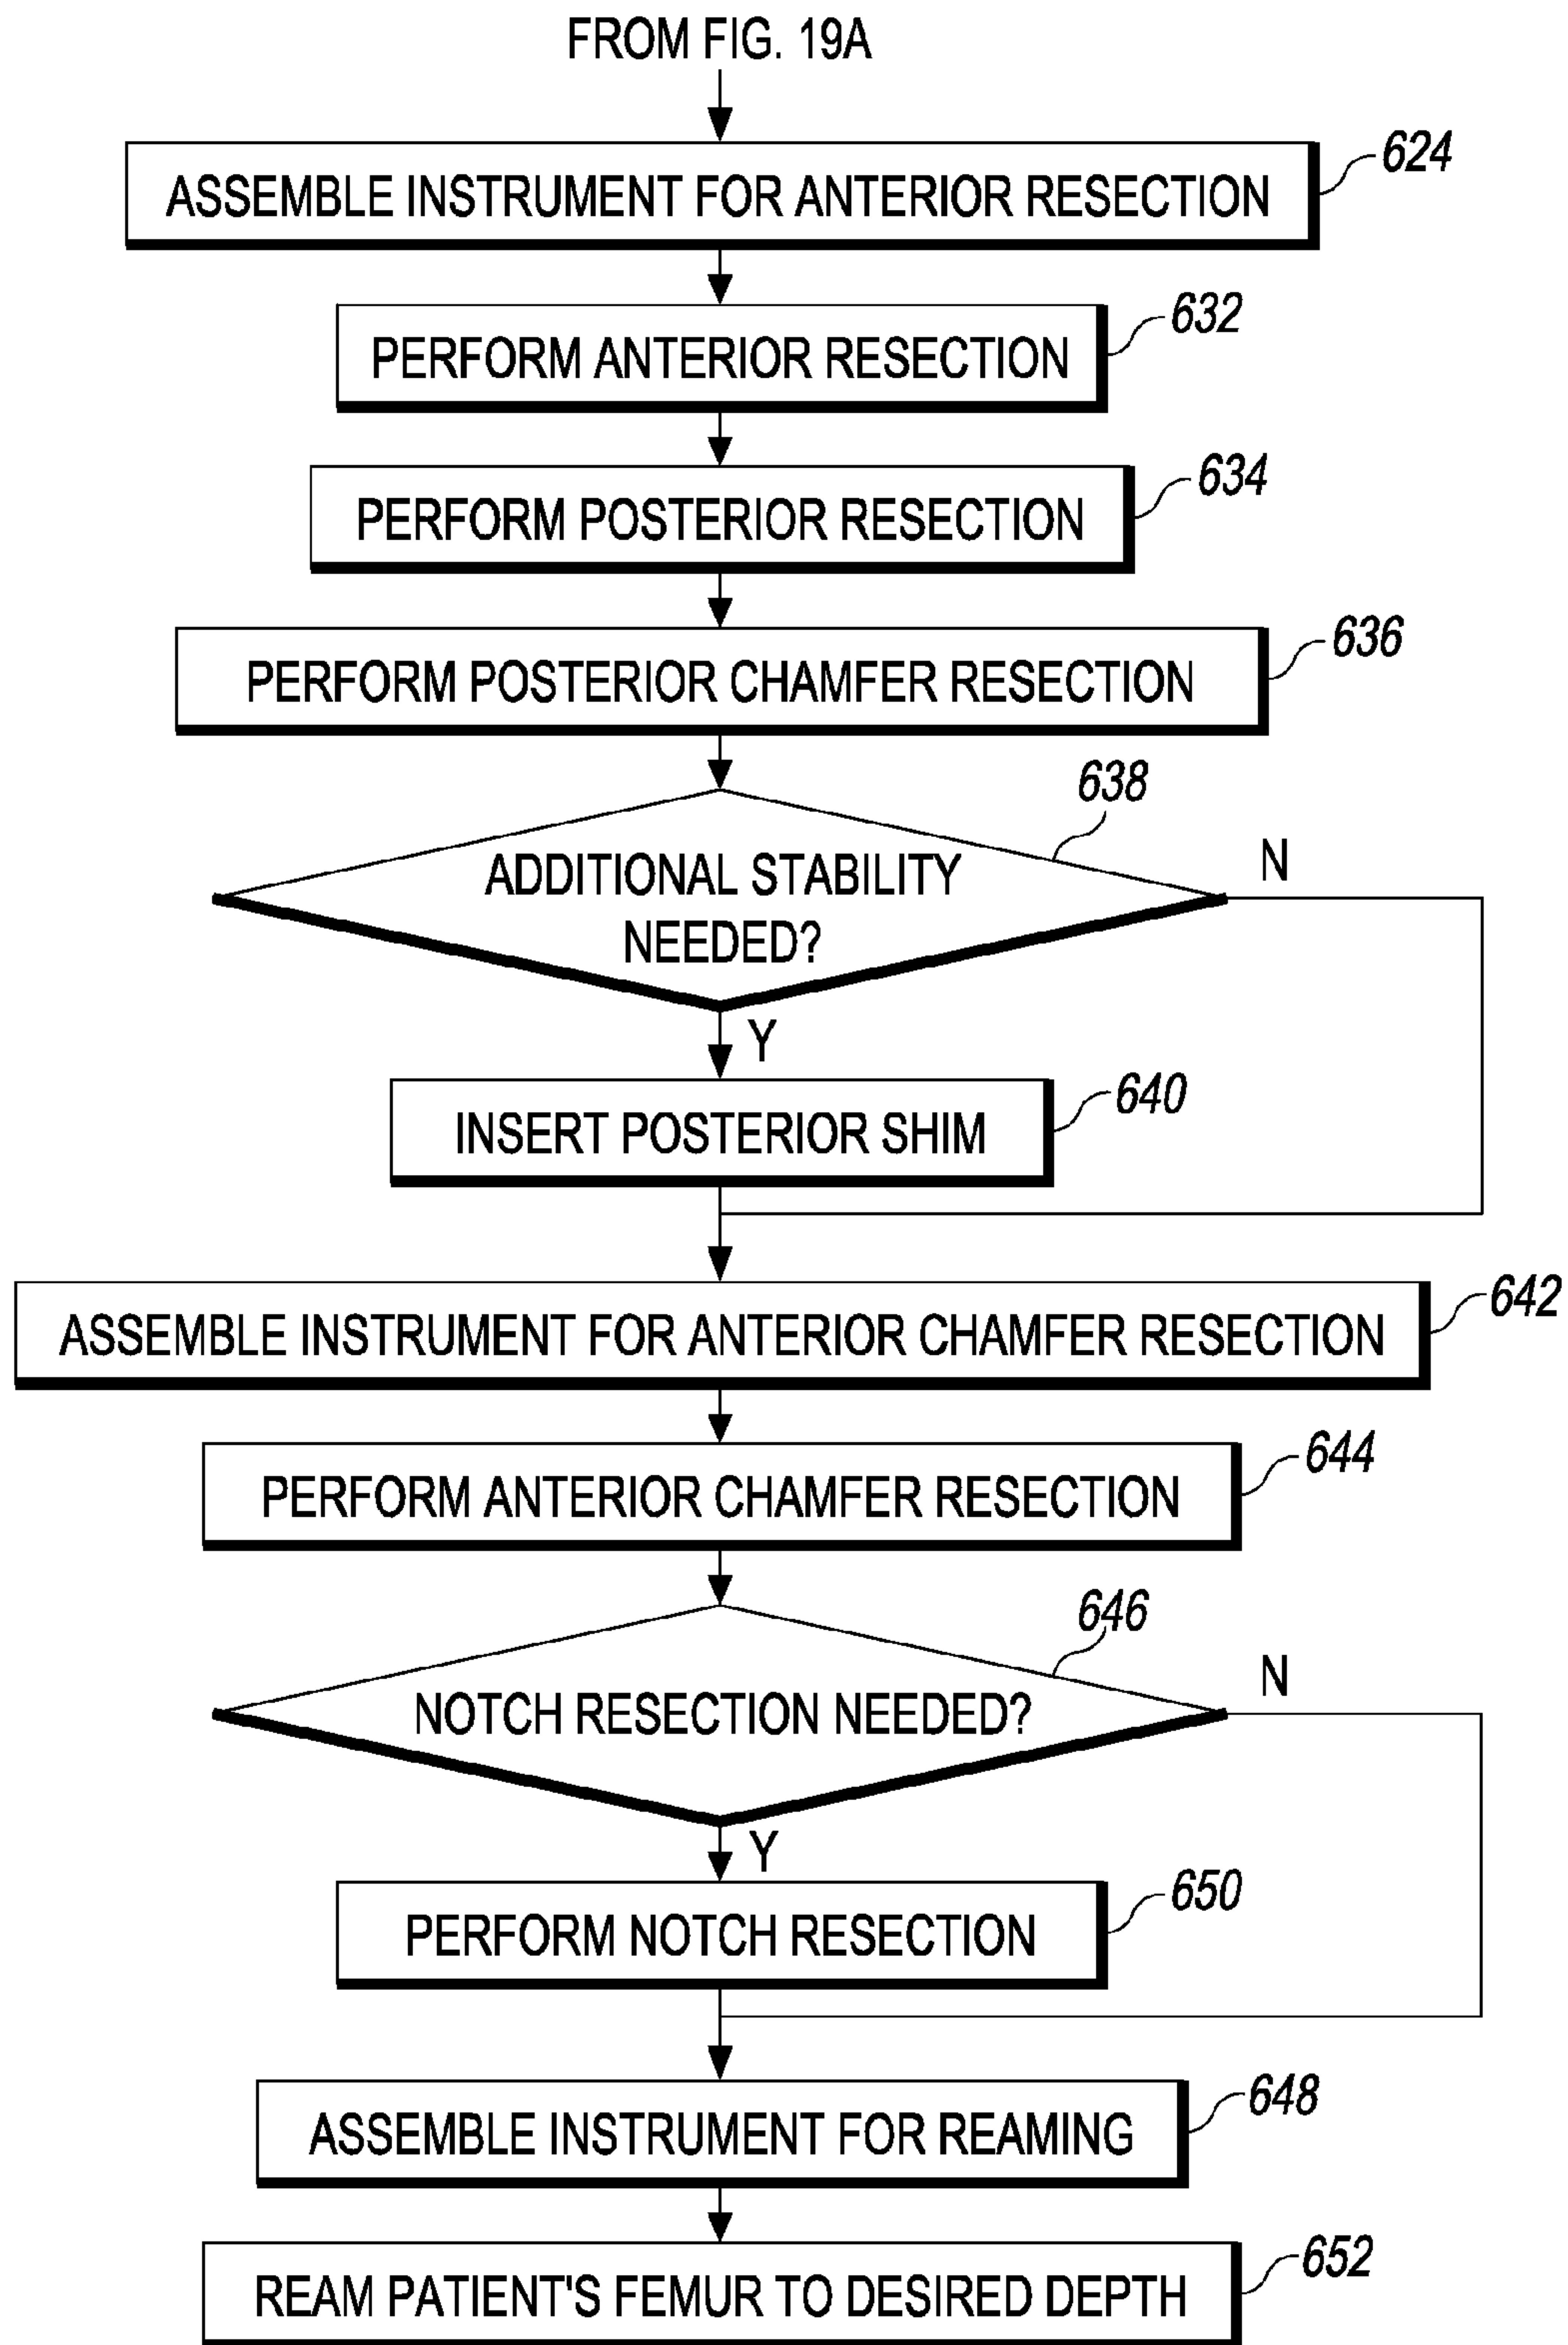 FROM FIG. 19A
ASSEMBLE INSTRUMENT FOR ANTERIOR RESECTION
624
PERFORM ANTERIOR RESECTION
632
PERFORM POSTERIOR RESECTION
634
PERFORM POSTERIOR CHAMFER RESECTION
636
638
ADDITIONAL STABILITY
NEEDED?
N
Y
INSERT POSTERIOR SHIM
640
ASSEMBLE INSTRUMENT FOR ANTERIOR CHAMFER RESECTION
642
PERFORM ANTERIOR CHAMFER RESECTION
644
646
NOTCH RESECTION NEEDED?
N
Y
PERFORM NOTCH RESECTION
650
ASSEMBLE INSTRUMENT FOR REAMING
648
REAM PATIENT'S FEMUR TO DESIRED DEPTH
652